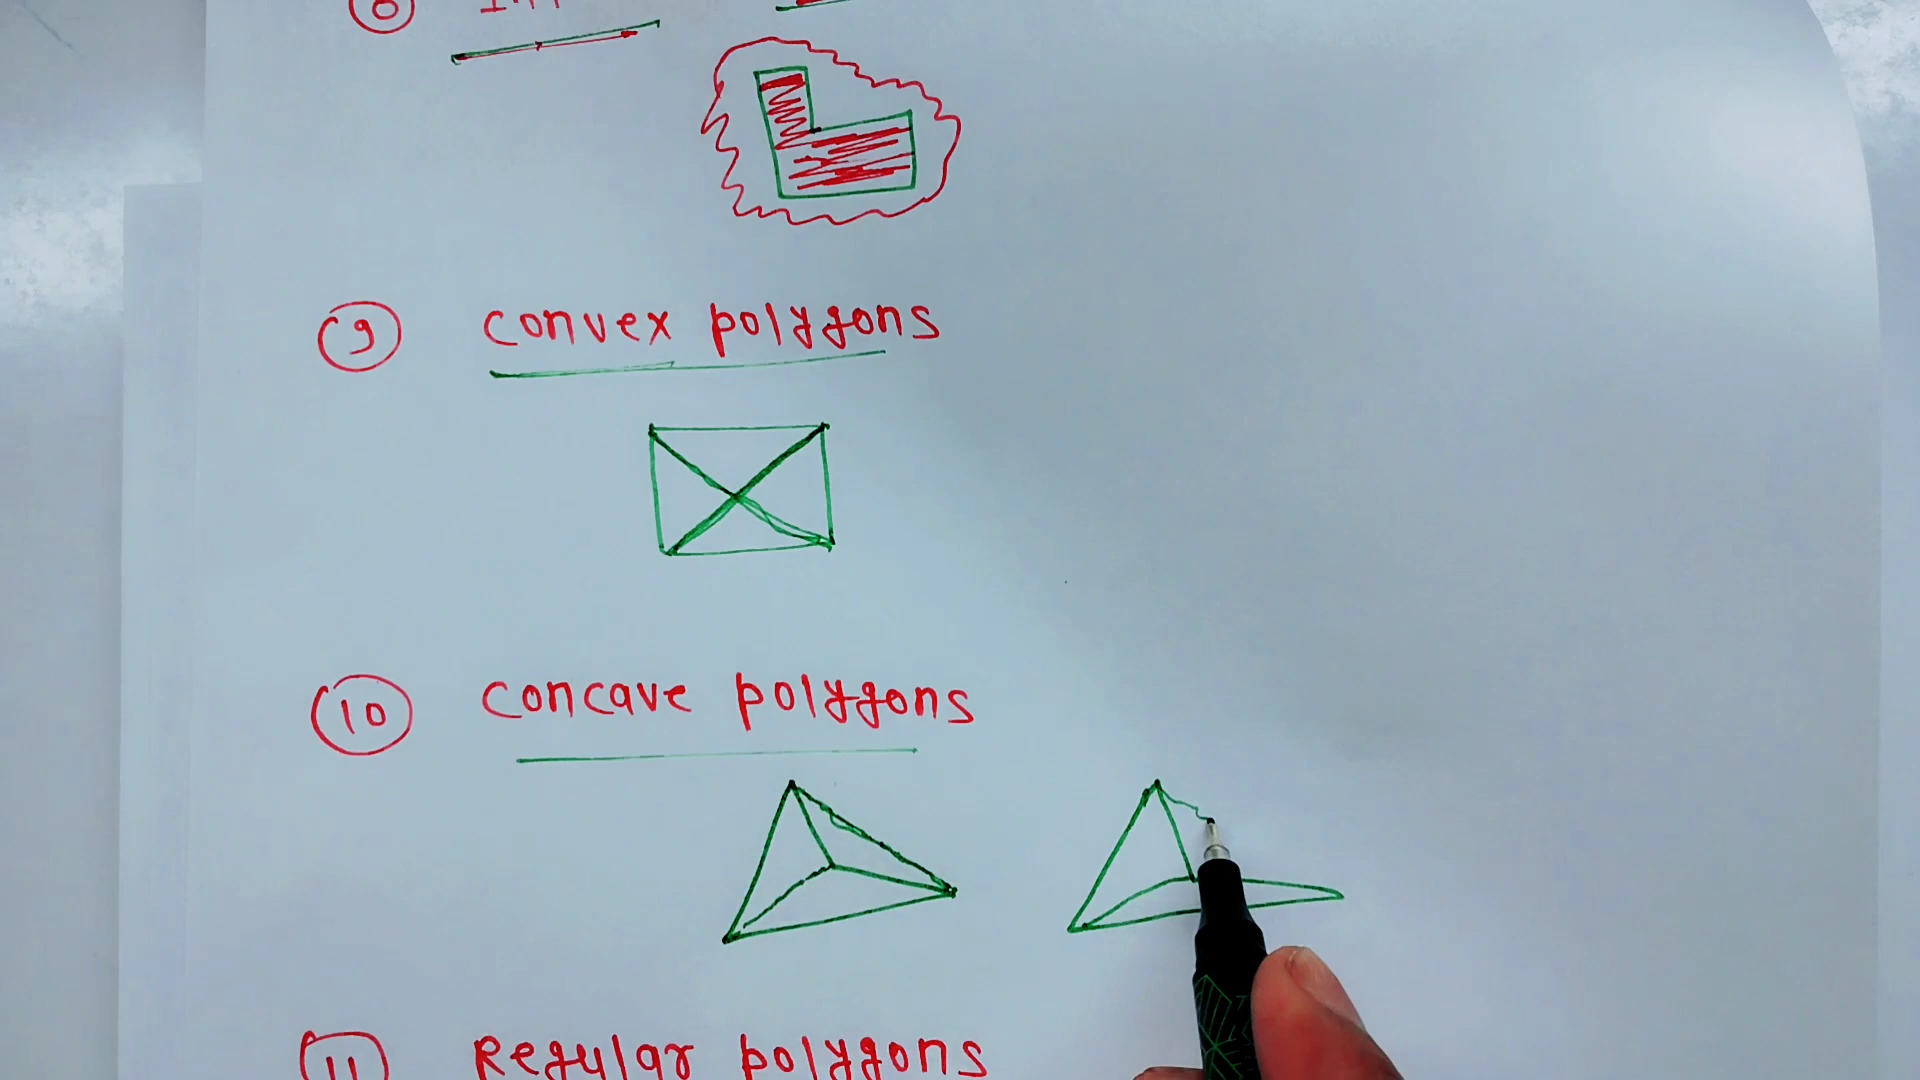 9 convex polygons
10 concave polygons
11 Regular polygons